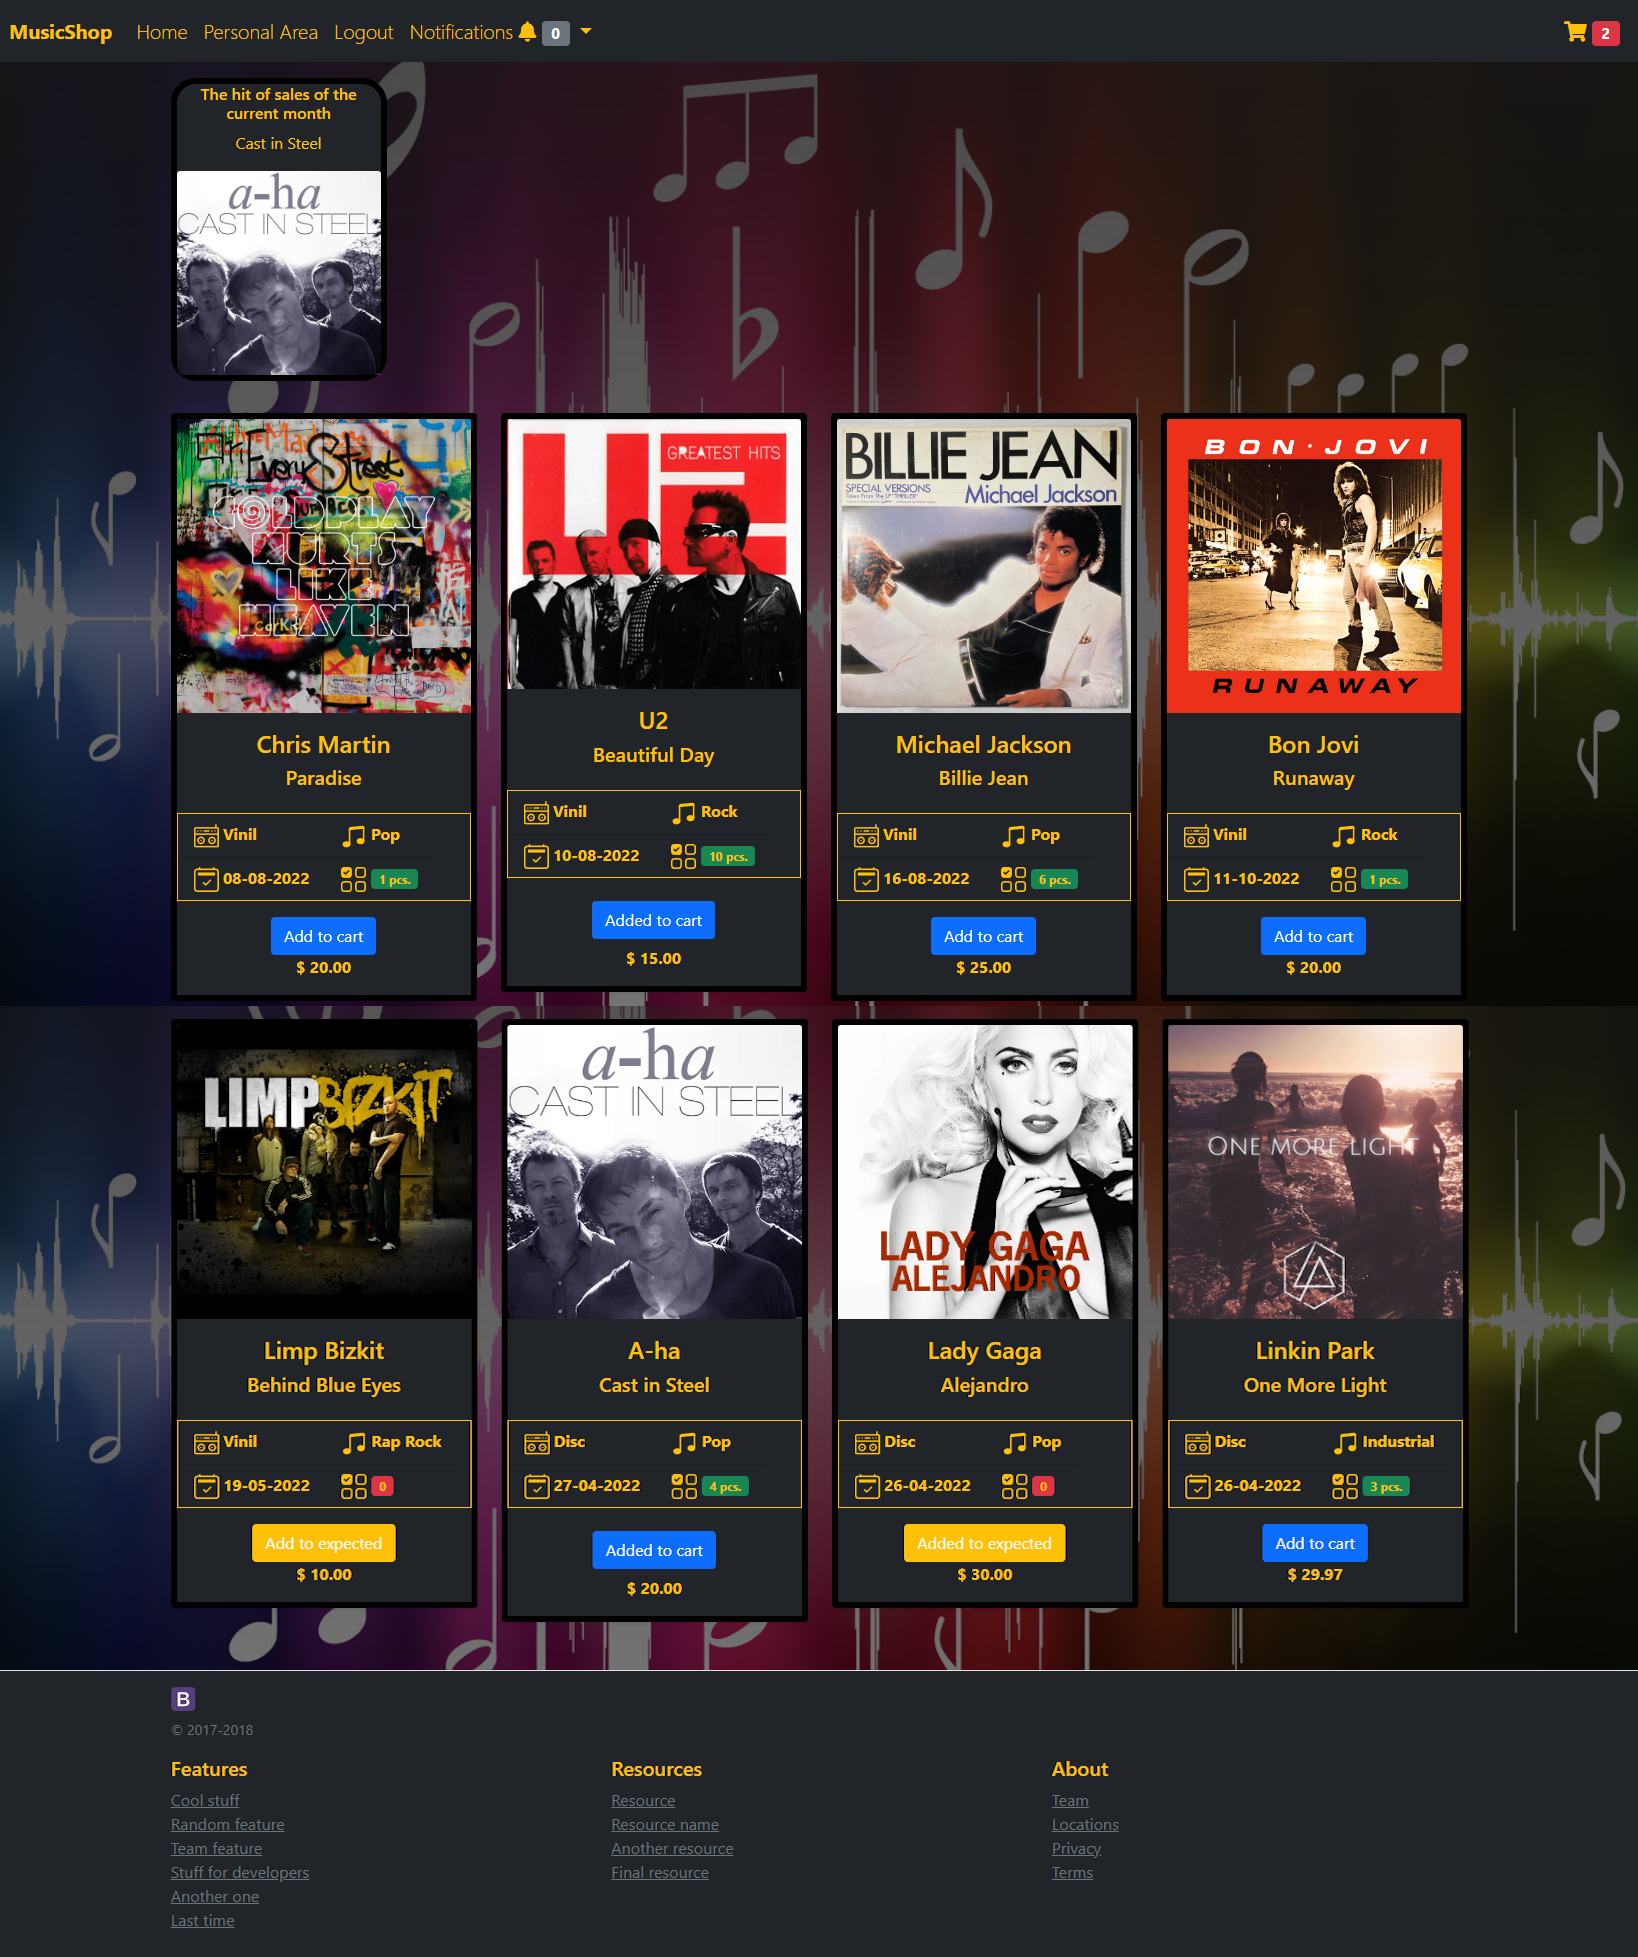 MusicShop Home Personal Area Logout Notifications 0 2
The hit of sales of the
current month
Cast in Steel
a-ha
CAST IN STEEL
Every Street
COLDPLAY
HURTS
LIKE
HEAVEN
Chris Martin
Paradise
Vinil Pop
08-08-2022 1 pcs.
Add to cart
$ 20.00
U2
GREATEST HITS
U2
Beautiful Day
Vinil Rock
10-08-2022 10 pcs.
Added to cart
$ 15.00
BILLIE JEAN
SPECIAL VERSIONS
Taken From The LP "THRILLER"
Michael Jackson
Michael Jackson
Billie Jean
Vinil Pop
16-08-2022 6 pcs.
Add to cart
$ 25.00
BON·JOVI
RUNAWAY
Bon Jovi
Runaway
Vinil Rock
11-10-2022 1 pcs.
Add to cart
$ 20.00
LIMPBIZKIT
Limp Bizkit
Behind Blue Eyes
Vinil Rap Rock
19-05-2022 0
Add to expected
$ 10.00
a-ha
CAST IN STEEL
A-ha
Cast in Steel
Disc Pop
27-04-2022 4 pcs.
Added to cart
$ 20.00
LADY GAGA
ALEJANDRO
Lady Gaga
Alejandro
Disc Pop
26-04-2022 0
Added to expected
$ 30.00
ONE MORE LIGHT
Linkin Park
One More Light
Disc Industrial
26-04-2022 3 pcs.
Add to cart
$ 29.97
B
© 2017-2018
Features
Cool stuff
Random feature
Team feature
Stuff for developers
Another one
Last time
Resources
Resource
Resource name
Another resource
Final resource
About
Team
Locations
Privacy
Terms